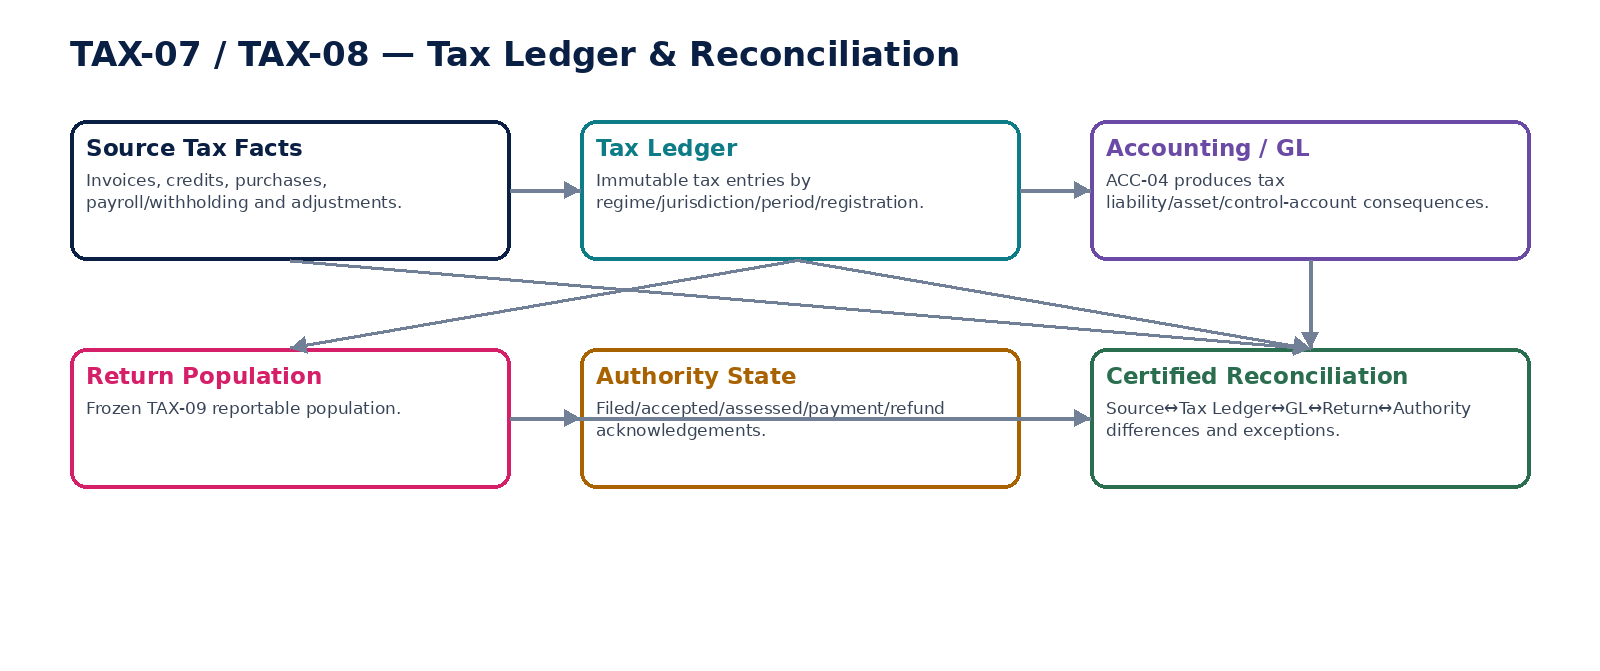 TAX-07 / TAX-08 — Tax Ledger & Reconciliation
Source Tax Facts
Invoices, credits, purchases,
payroll/withholding and adjustments.
Tax Ledger
Immutable tax entries by
regime/jurisdiction/period/registration.
Accounting / GL
ACC-04 produces tax
liability/asset/control-account consequences.
Return Population
Frozen TAX-09 reportable population.
Authority State
Filed/accepted/assessed/payment/refund
acknowledgements.
Certified Reconciliation
Source↔Tax Ledger↔GL↔Return↔Authority
differences and exceptions.